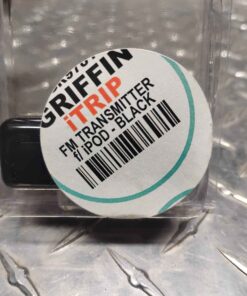 GRIFFIN
iTRIP
FM TRANSMITTER
f/ iPOD - BLACK